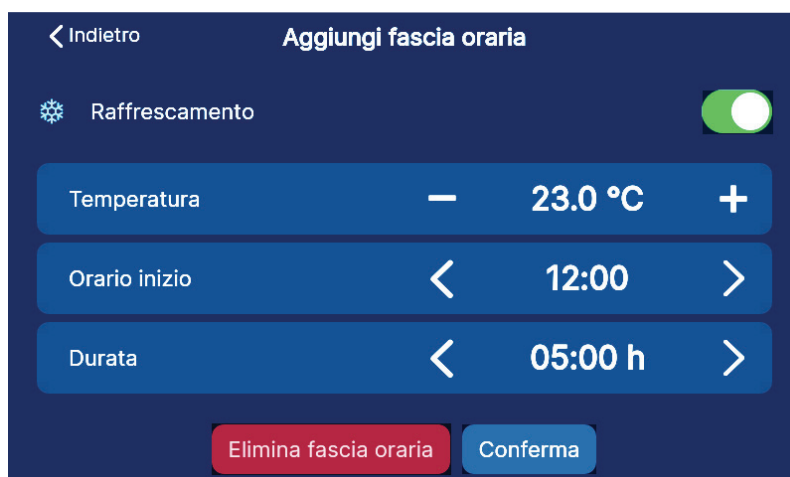 Indietro
Aggiungi fascia oraria
Raffrescamento
Temperatura − 23.0 °C +
Orario inizio < 12:00 >
Durata < 05:00 h >
Elimina fascia oraria Conferma